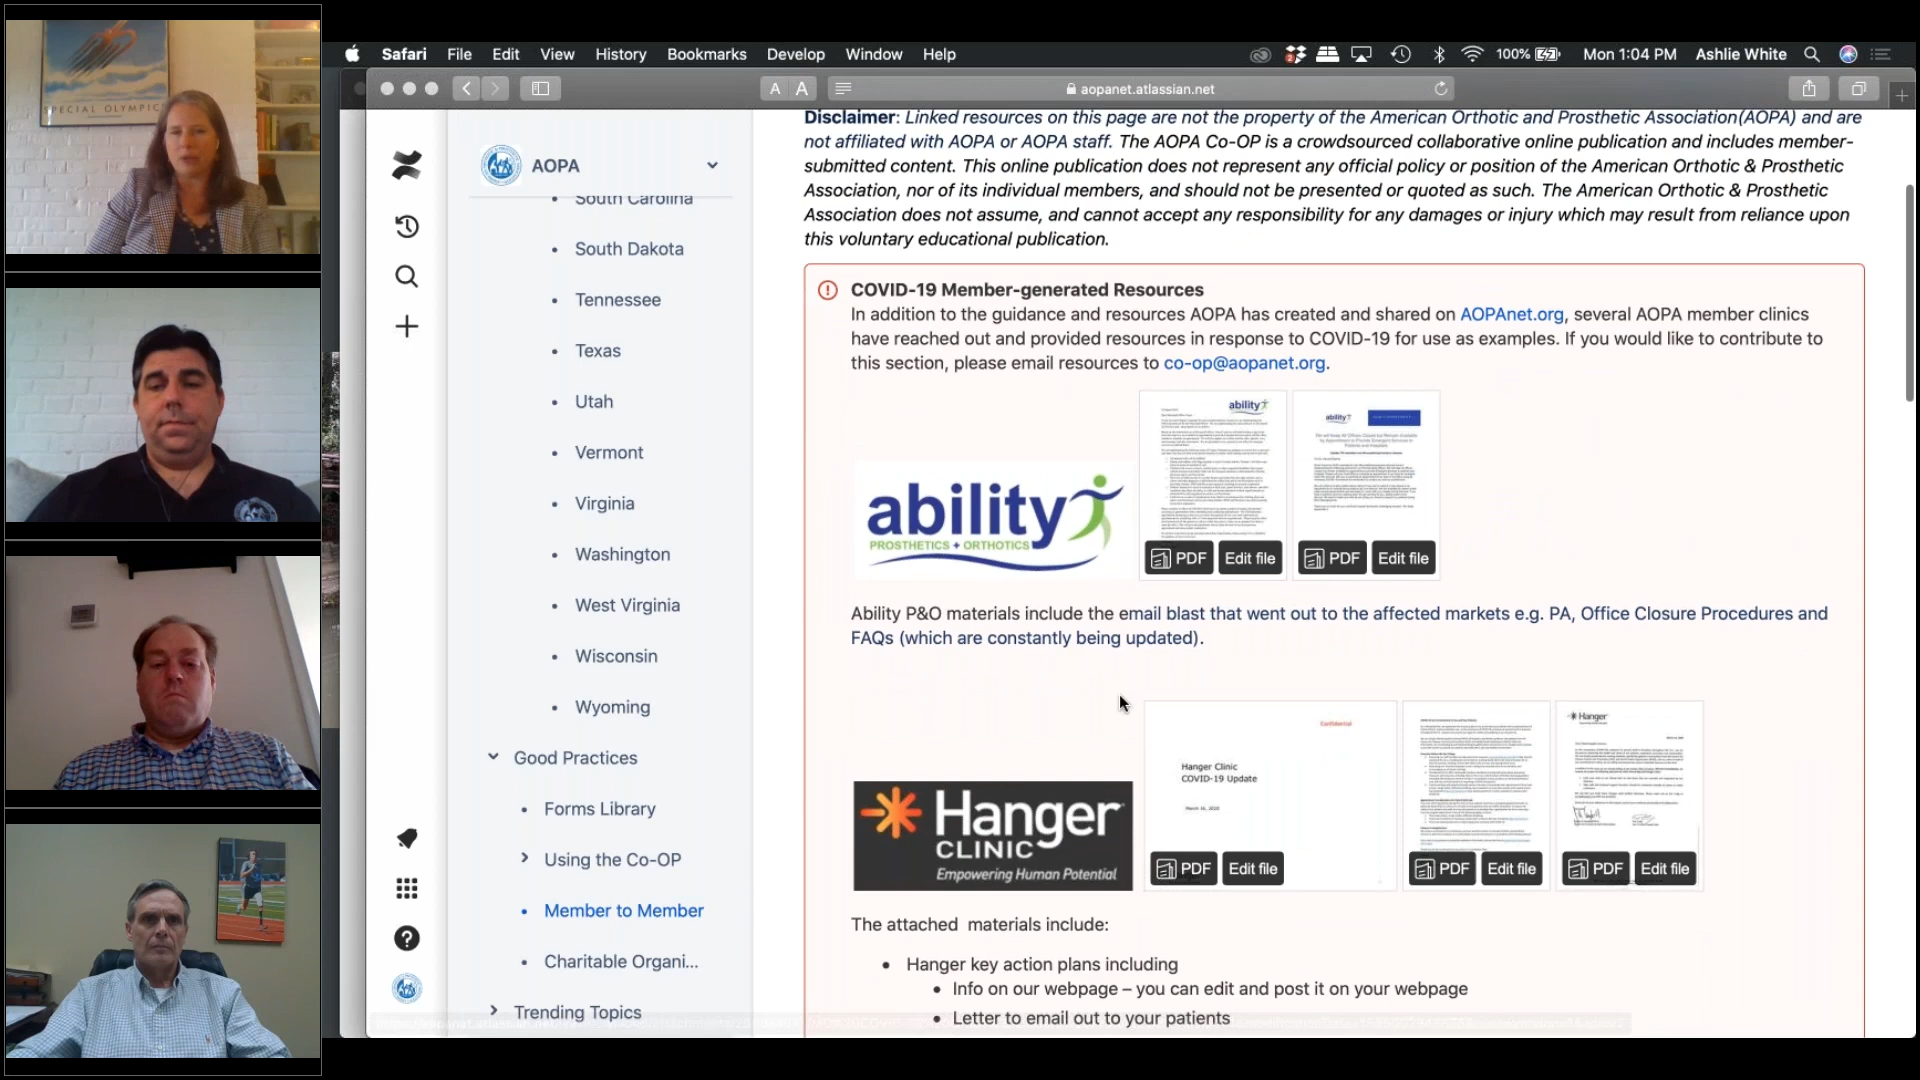 SPECIAL OLYMPIC
Safari File Edit View History Bookmarks Develop Window Help
100% Mon 1:04 PM Ashlie White
A A
aopanet.atlassian.net
AOPA
South Carolina
South Dakota
Tennessee
Texas
Utah
Vermont
Virginia
Washington
West Virginia
Wisconsin
Wyoming
Good Practices
Forms Library
Using the Co-OP
Member to Member
Charitable Organi...
Trending Topics
Disclaimer: Linked resources on this page are not the property of the American Orthotic and Prosthetic Association(AOPA) and are
not affiliated with AOPA or AOPA staff. The AOPA Co-OP is a crowdsourced collaborative online publication and includes member-
submitted content. This online publication does not represent any official policy or position of the American Orthotic & Prosthetic
Association, nor of its individual members, and should not be presented or quoted as such. The American Orthotic & Prosthetic
Association does not assume, and cannot accept any responsibility for any damages or injury which may result from reliance upon
this voluntary educational publication.
COVID-19 Member-generated Resources
In addition to the guidance and resources AOPA has created and shared on AOPAnet.org, several AOPA member clinics
have reached out and provided resources in response to COVID-19 for use as examples. If you would like to contribute to
this section, please email resources to co-op@aopanet.org.
ability
PROSTHETICS + ORTHOTICS
ability
PDF Edit file
ability
PDF Edit file
Ability P&O materials include the email blast that went out to the affected markets e.g. PA, Office Closure Procedures and
FAQs (which are constantly being updated).
Hanger
CLINIC
Empowering Human Potential
Confidential
Hanger Clinic
COVID-19 Update
March 16, 2020
PDF Edit file
PDF Edit file
Hanger
PDF Edit file
The attached materials include:
Hanger key action plans including
Info on our webpage – you can edit and post it on your webpage
Letter to email out to your patients